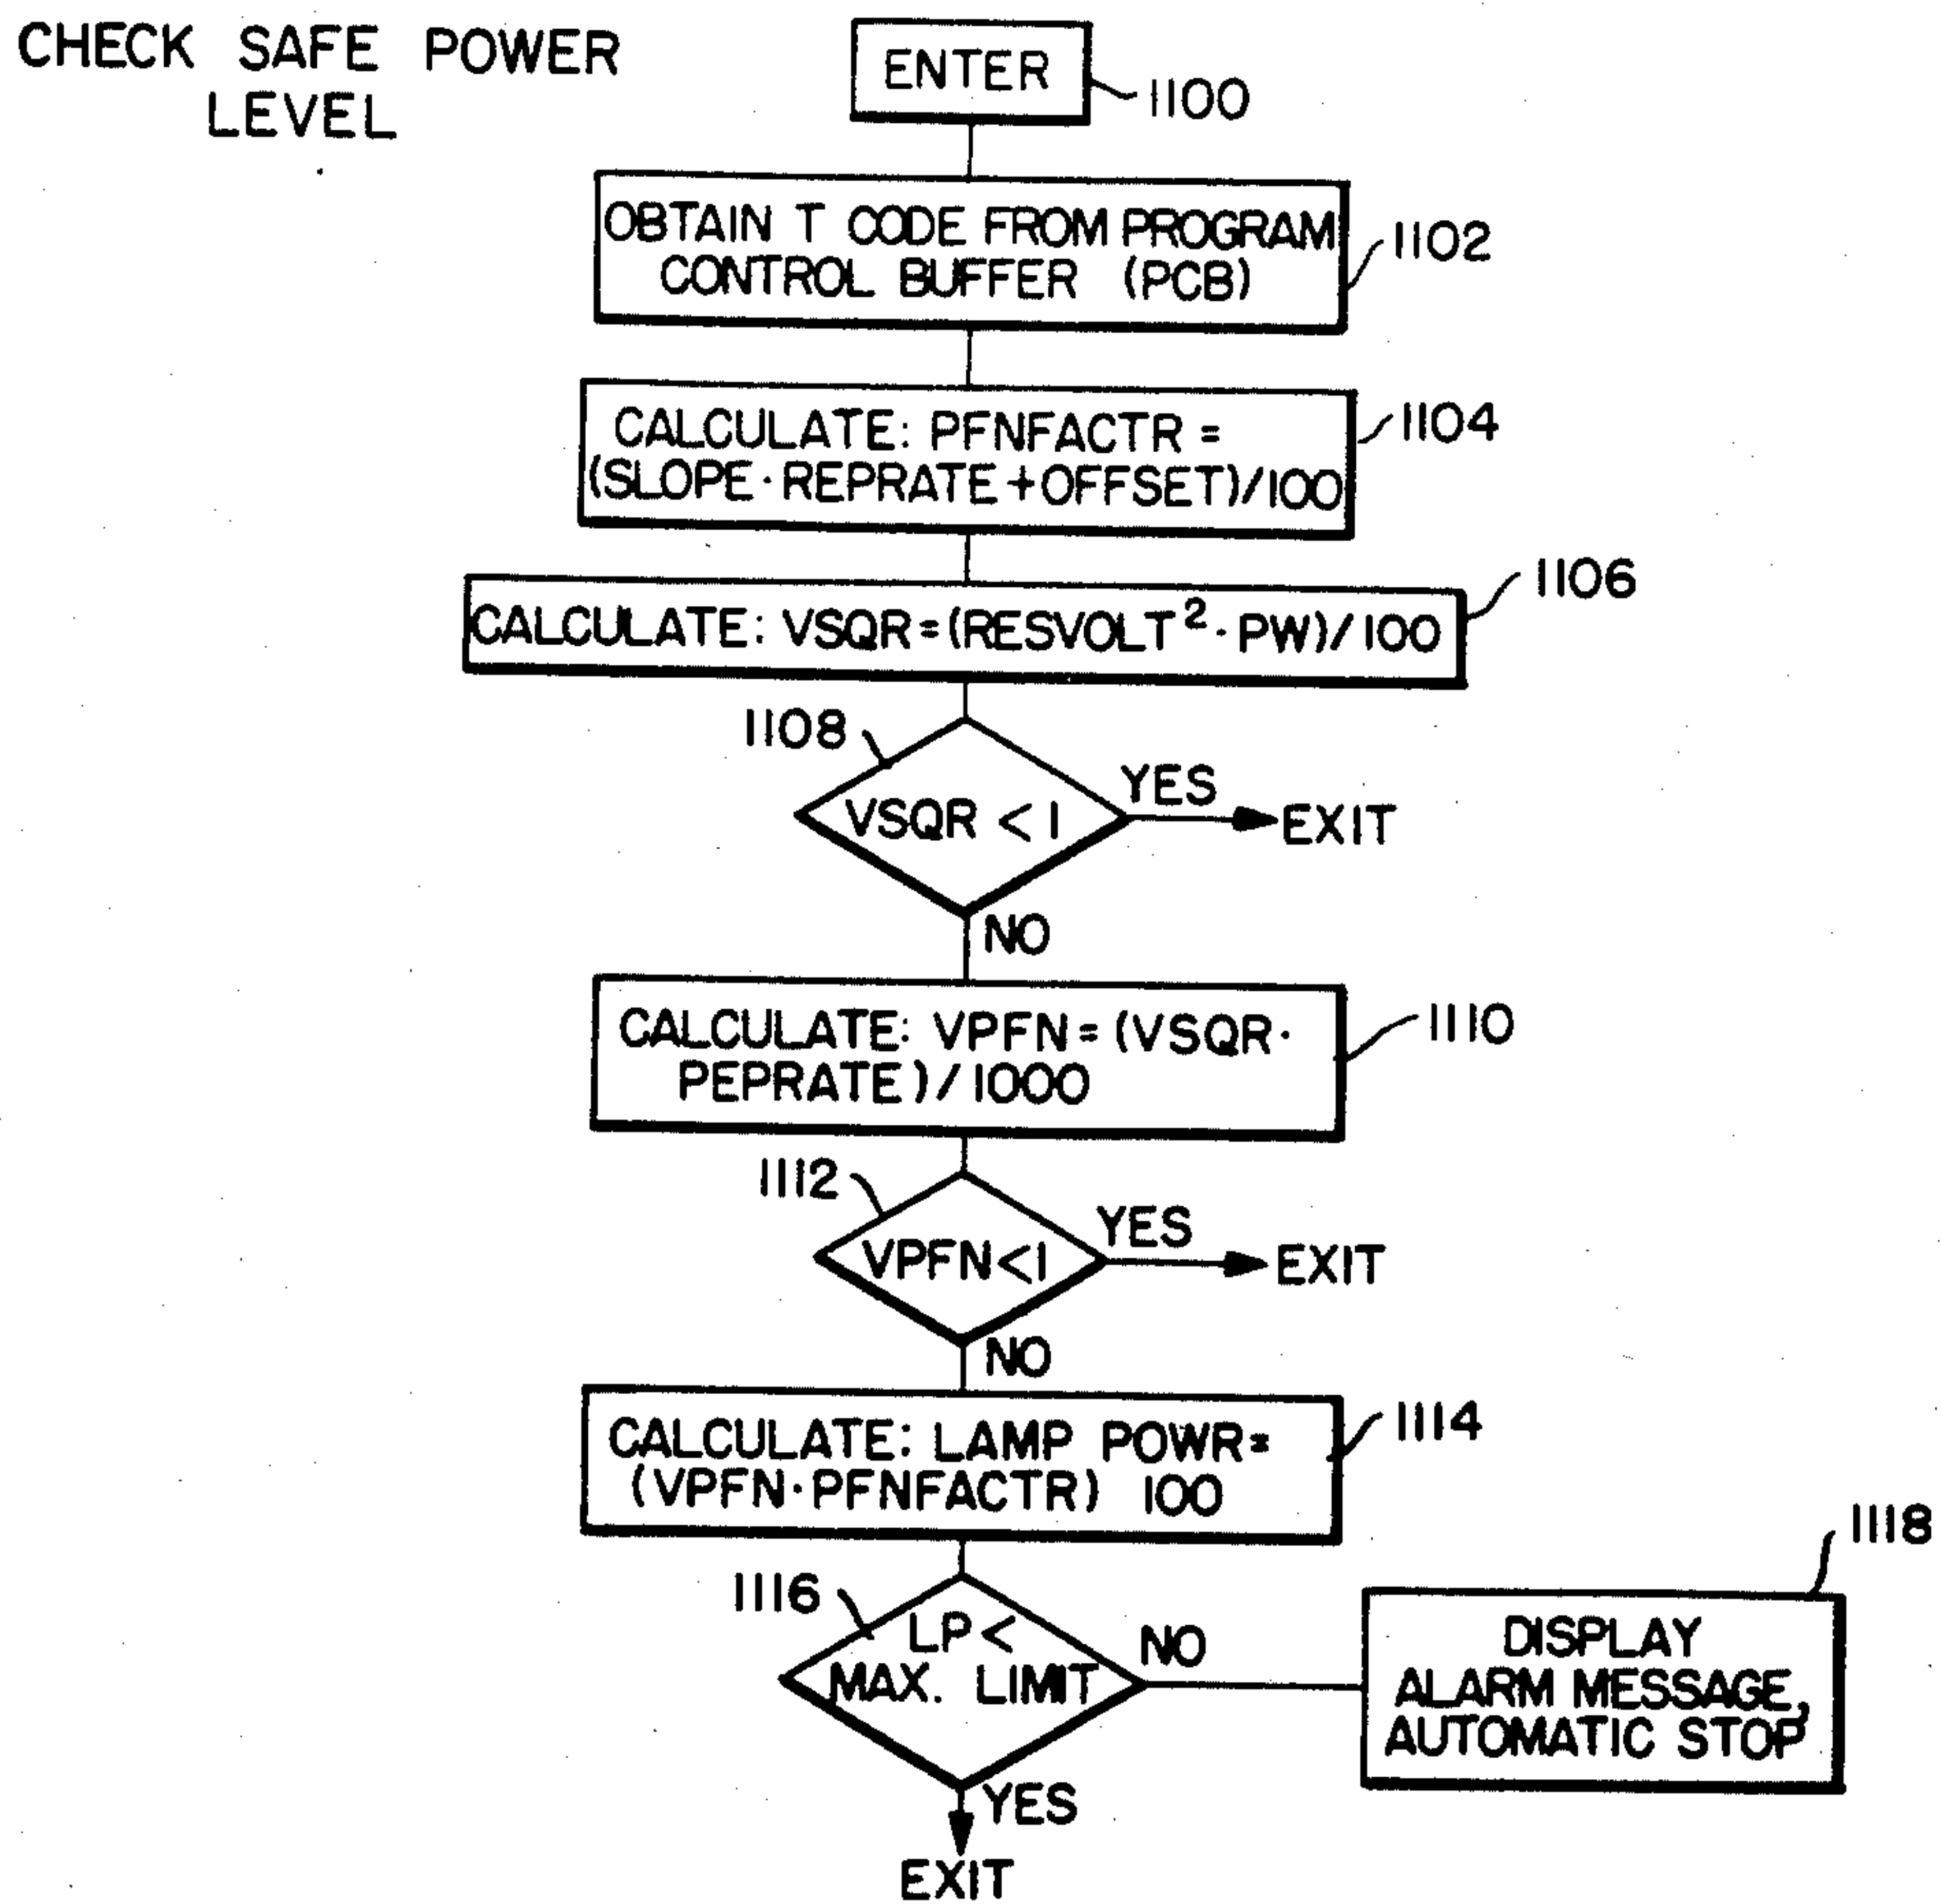 CHECK SAFE POWER
LEVEL
ENTER
1100
OBTAIN T CODE FROM PROGRAM
CONTROL BUFFER (PCB)
1102
CALCULATE: PFNFACTR =
(SLOPE · REPRATE + OFFSET)/100
1104
CALCULATE: VSQR = (RESVOLT² · PW)/100
1106
1108
VSQR < 1
YES
EXIT
NO
CALCULATE: VPFN = (VSQR ·
PEPRATE)/1000
1110
1112
VPFN < 1
YES
EXIT
NO
CALCULATE: LAMP POWR =
(VPFN · PFNFACTR) 100
1114
1116
LP <
MAX. LIMIT
NO
YES
EXIT
DISPLAY
ALARM MESSAGE,
AUTOMATIC STOP
1118